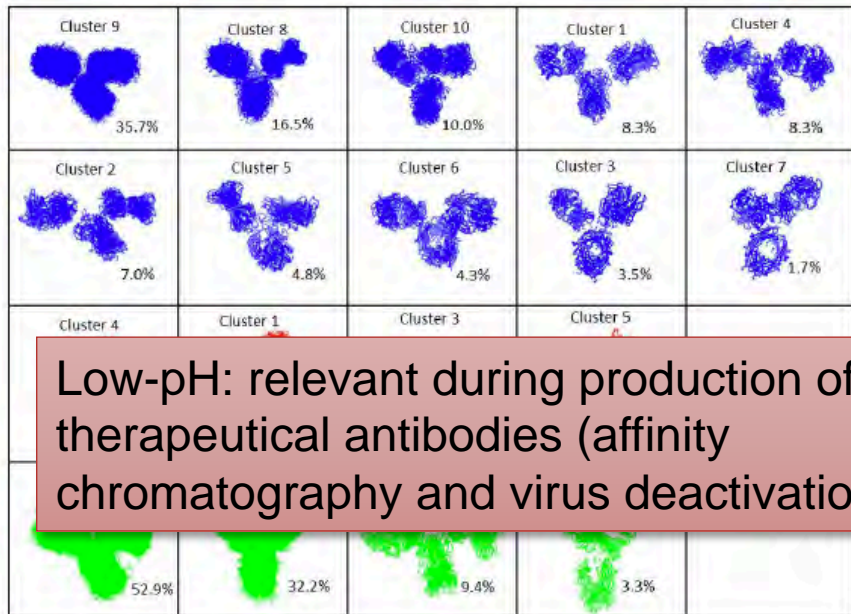 Cluster 9
Cluster 8
Cluster 10
Cluster 1
Cluster 4
35.7%
16.5%
10.0%
8.3%
8.3%
Cluster 2
Cluster 5
Cluster 6
Cluster 3
Cluster 7
7.0%
4.8%
4.3%
3.5%
1.7%
Cluster 4
Cluster 1
Cluster 3
Cluster 5
Low-pH: relevant during production of
therapeutical antibodies (affinity
chromatography and virus deactivatio
52.9%
32.2%
9.4%
3.3%